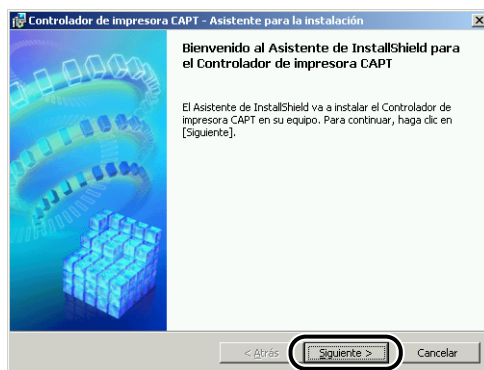 Controlador de impresora CAPT - Asistente para la instalación
Bienvenido al Asistente de InstallShield para
el Controlador de impresora CAPT
El Asistente de InstallShield va a instalar el Controlador de
impresora CAPT en su equipo. Para continuar, haga clic en
[Siguiente].
< Atrás
Siguiente >
Cancelar